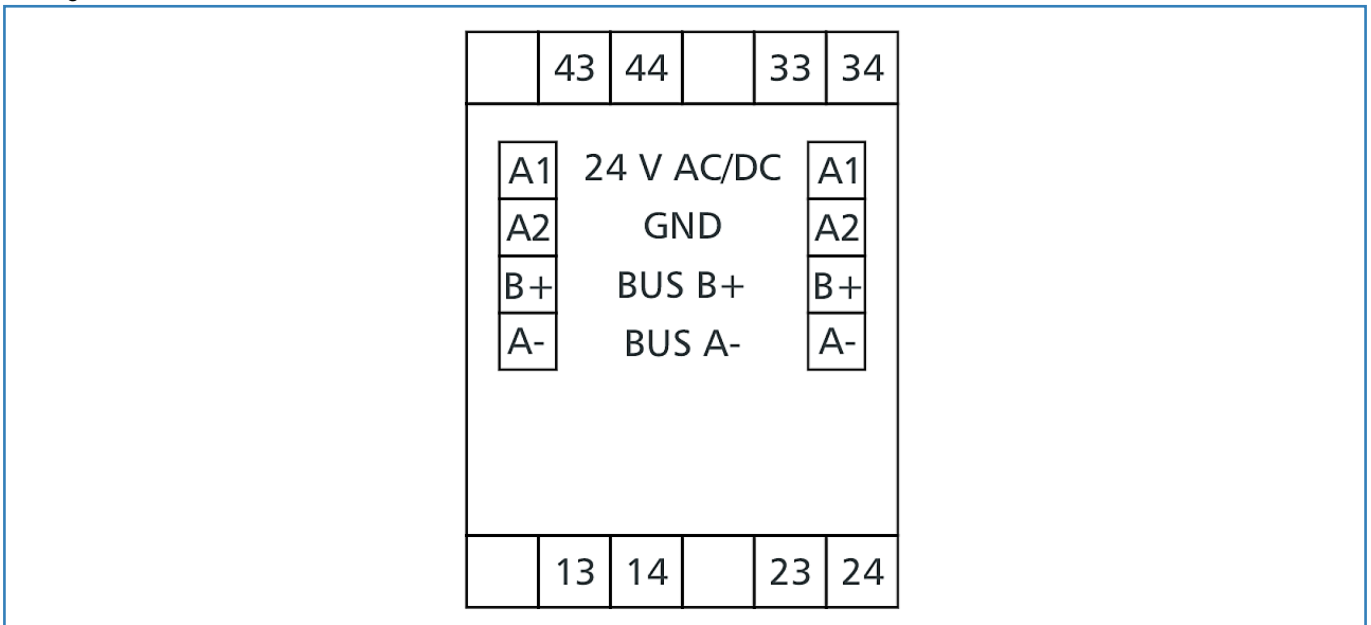 43 44 33 34
A1 24 V AC/DC A1
A2 GND A2
B+ BUS B+ B+
A- BUS A- A-
13 14 23 24